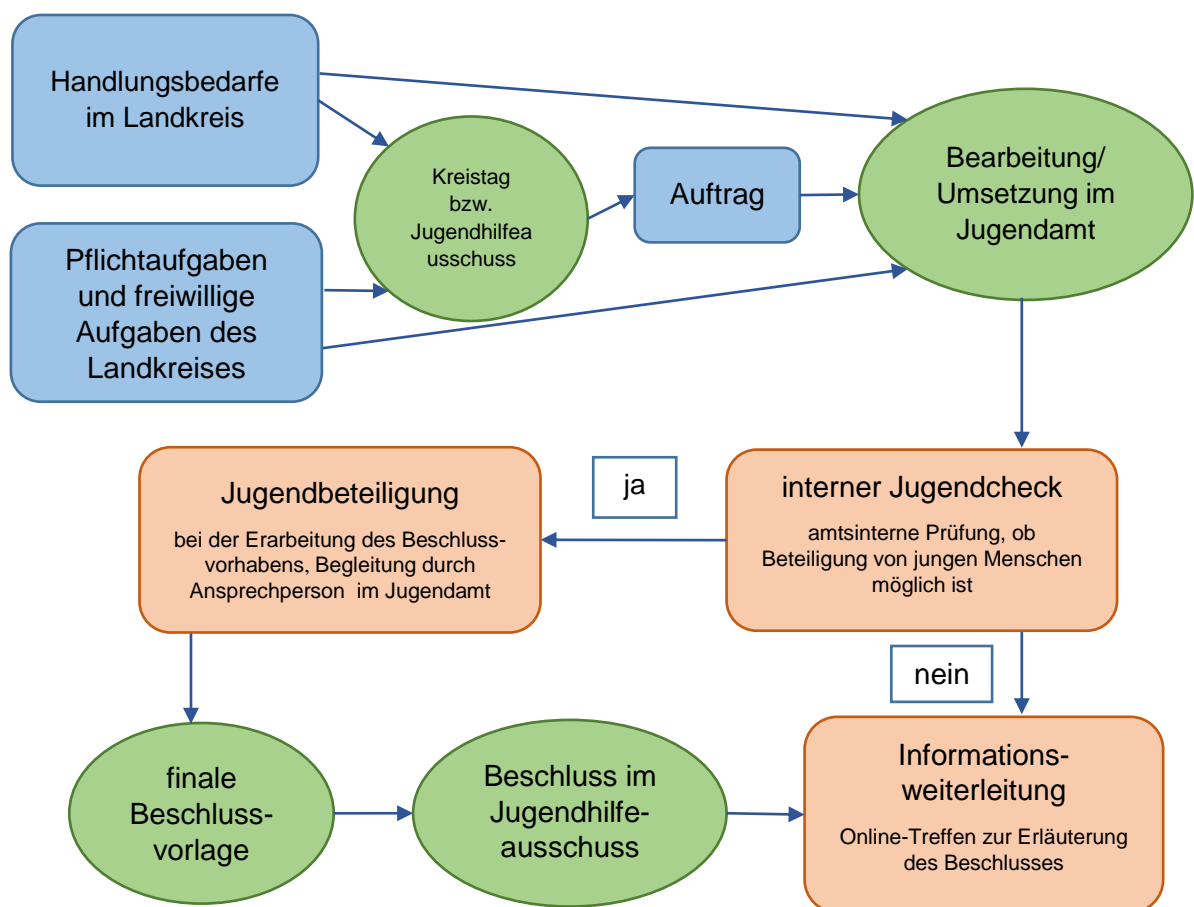 Handlungsbedarfe
im Landkreis
Kreistag
bzw.
Jugendhilfea
usschuss
Auftrag
Bearbeitung/
Umsetzung im
Jugendamt
Pflichtaufgaben
und freiwillige
Aufgaben des
Landkreises
interner Jugendcheck
amtsinterne Prüfung, ob
Beteiligung von jungen Menschen
möglich ist
ja
Jugendbeteiligung
bei der Erarbeitung des Beschluss-
vorhabens, Begleitung durch
Ansprechperson im Jugendamt
nein
finale
Beschluss-
vorlage
Beschluss im
Jugendhilfe-
ausschuss
Informations-
weiterleitung
Online-Treffen zur Erläuterung
des Beschlusses